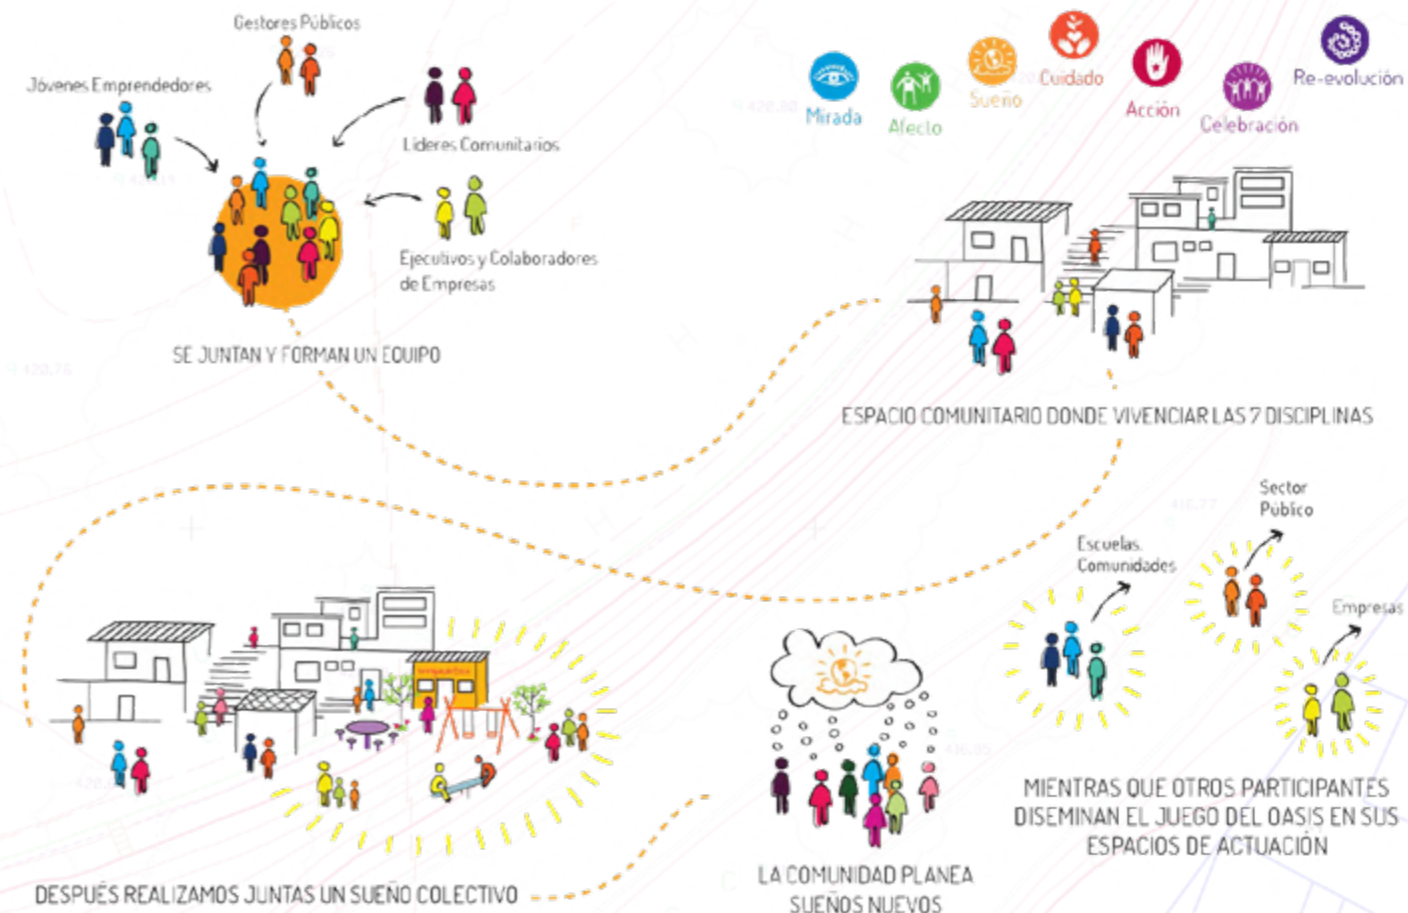 Gestores Públicos
Jóvenes Emprendedores
Líderes Comunitarios
Ejecutivos y Colaboradores
de Empresas
SE JUNTAN Y FORMAN UN EQUIPO
Mirada
Afecto
Sueño
Cuidado
Acción
Celebración
Re-evolución
ESPACIO COMUNITARIO DONDE VIVENCIAR LAS 7 DISCIPLINAS
DESPUÉS REALIZAMOS JUNTAS UN SUEÑO COLECTIVO
LA COMUNIDAD PLANEA
SUEÑOS NUEVOS
Escuelas.
Comunidades
Sector
Público
Empresas
MIENTRAS QUE OTROS PARTICIPANTES
DISEMINAN EL JUEGO DEL OASIS EN SUS
ESPACIOS DE ACTUACIÓN